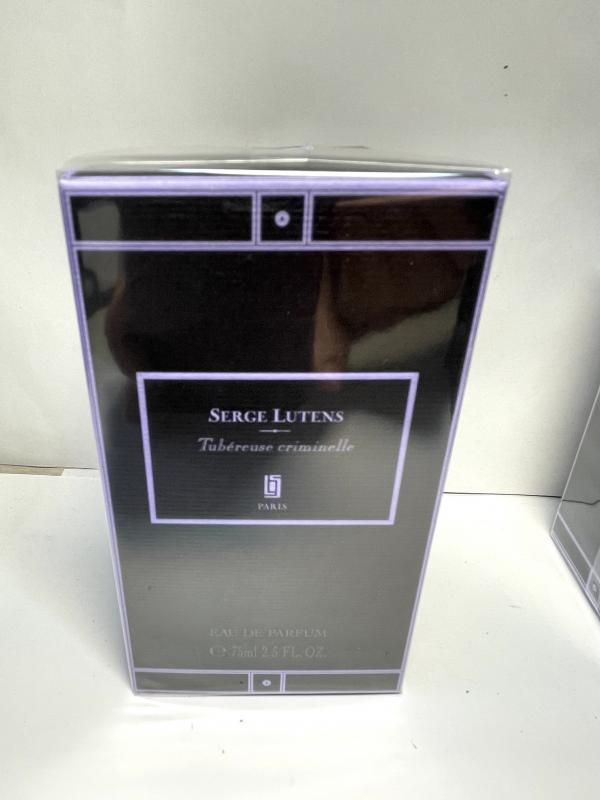 SERGE LUTENS
Tubéreuse criminelle
PARIS
EAU DE PARFUM
℮ 75ml 2.5 FL. OZ.